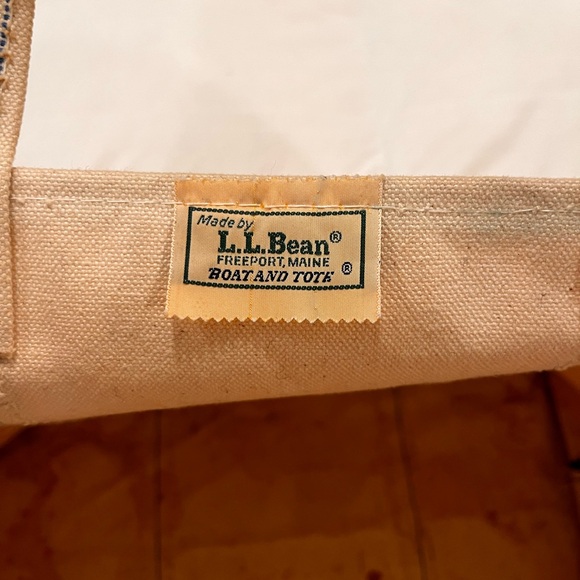 Made by
L.L.Bean®
FREEPORT, MAINE
"BOAT AND TOTE" ®